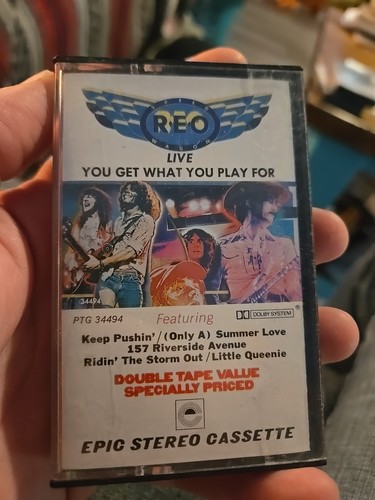 REO
LIVE
YOU GET WHAT YOU PLAY FOR
34494
PTG 34494
Featuring
DOLBY SYSTEM
®
Keep Pushin'/(Only A) Summer Love
157 Riverside Avenue
Ridin' The Storm Out/Little Queenie
DOUBLE TAPE VALUE
SPECIALLY PRICED
EPIC STEREO CASSETTE